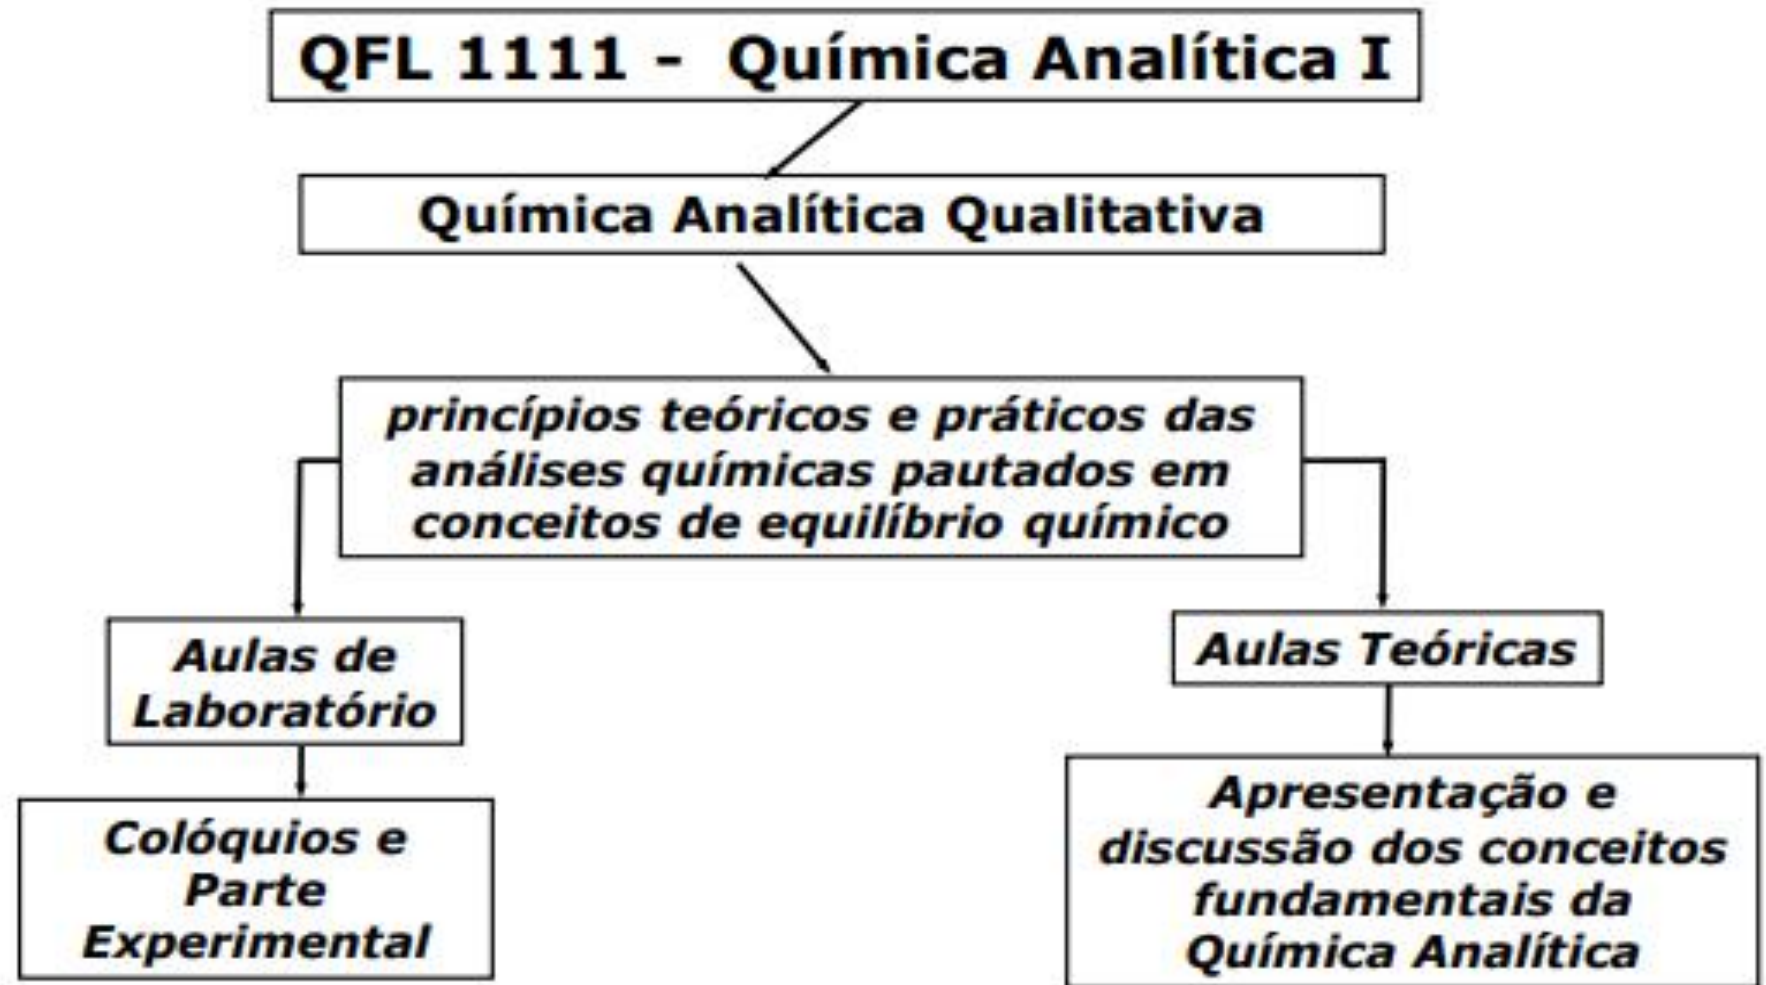 QFL 1111 - Química Analítica I
Química Analítica Qualitativa
princípios teóricos e práticos das
análises químicas pautados em
conceitos de equilíbrio químico
Aulas de
Laboratório
Colóquios e
Parte
Experimental
Aulas Teóricas
Apresentação e
discussão dos conceitos
fundamentais da
Química Analítica